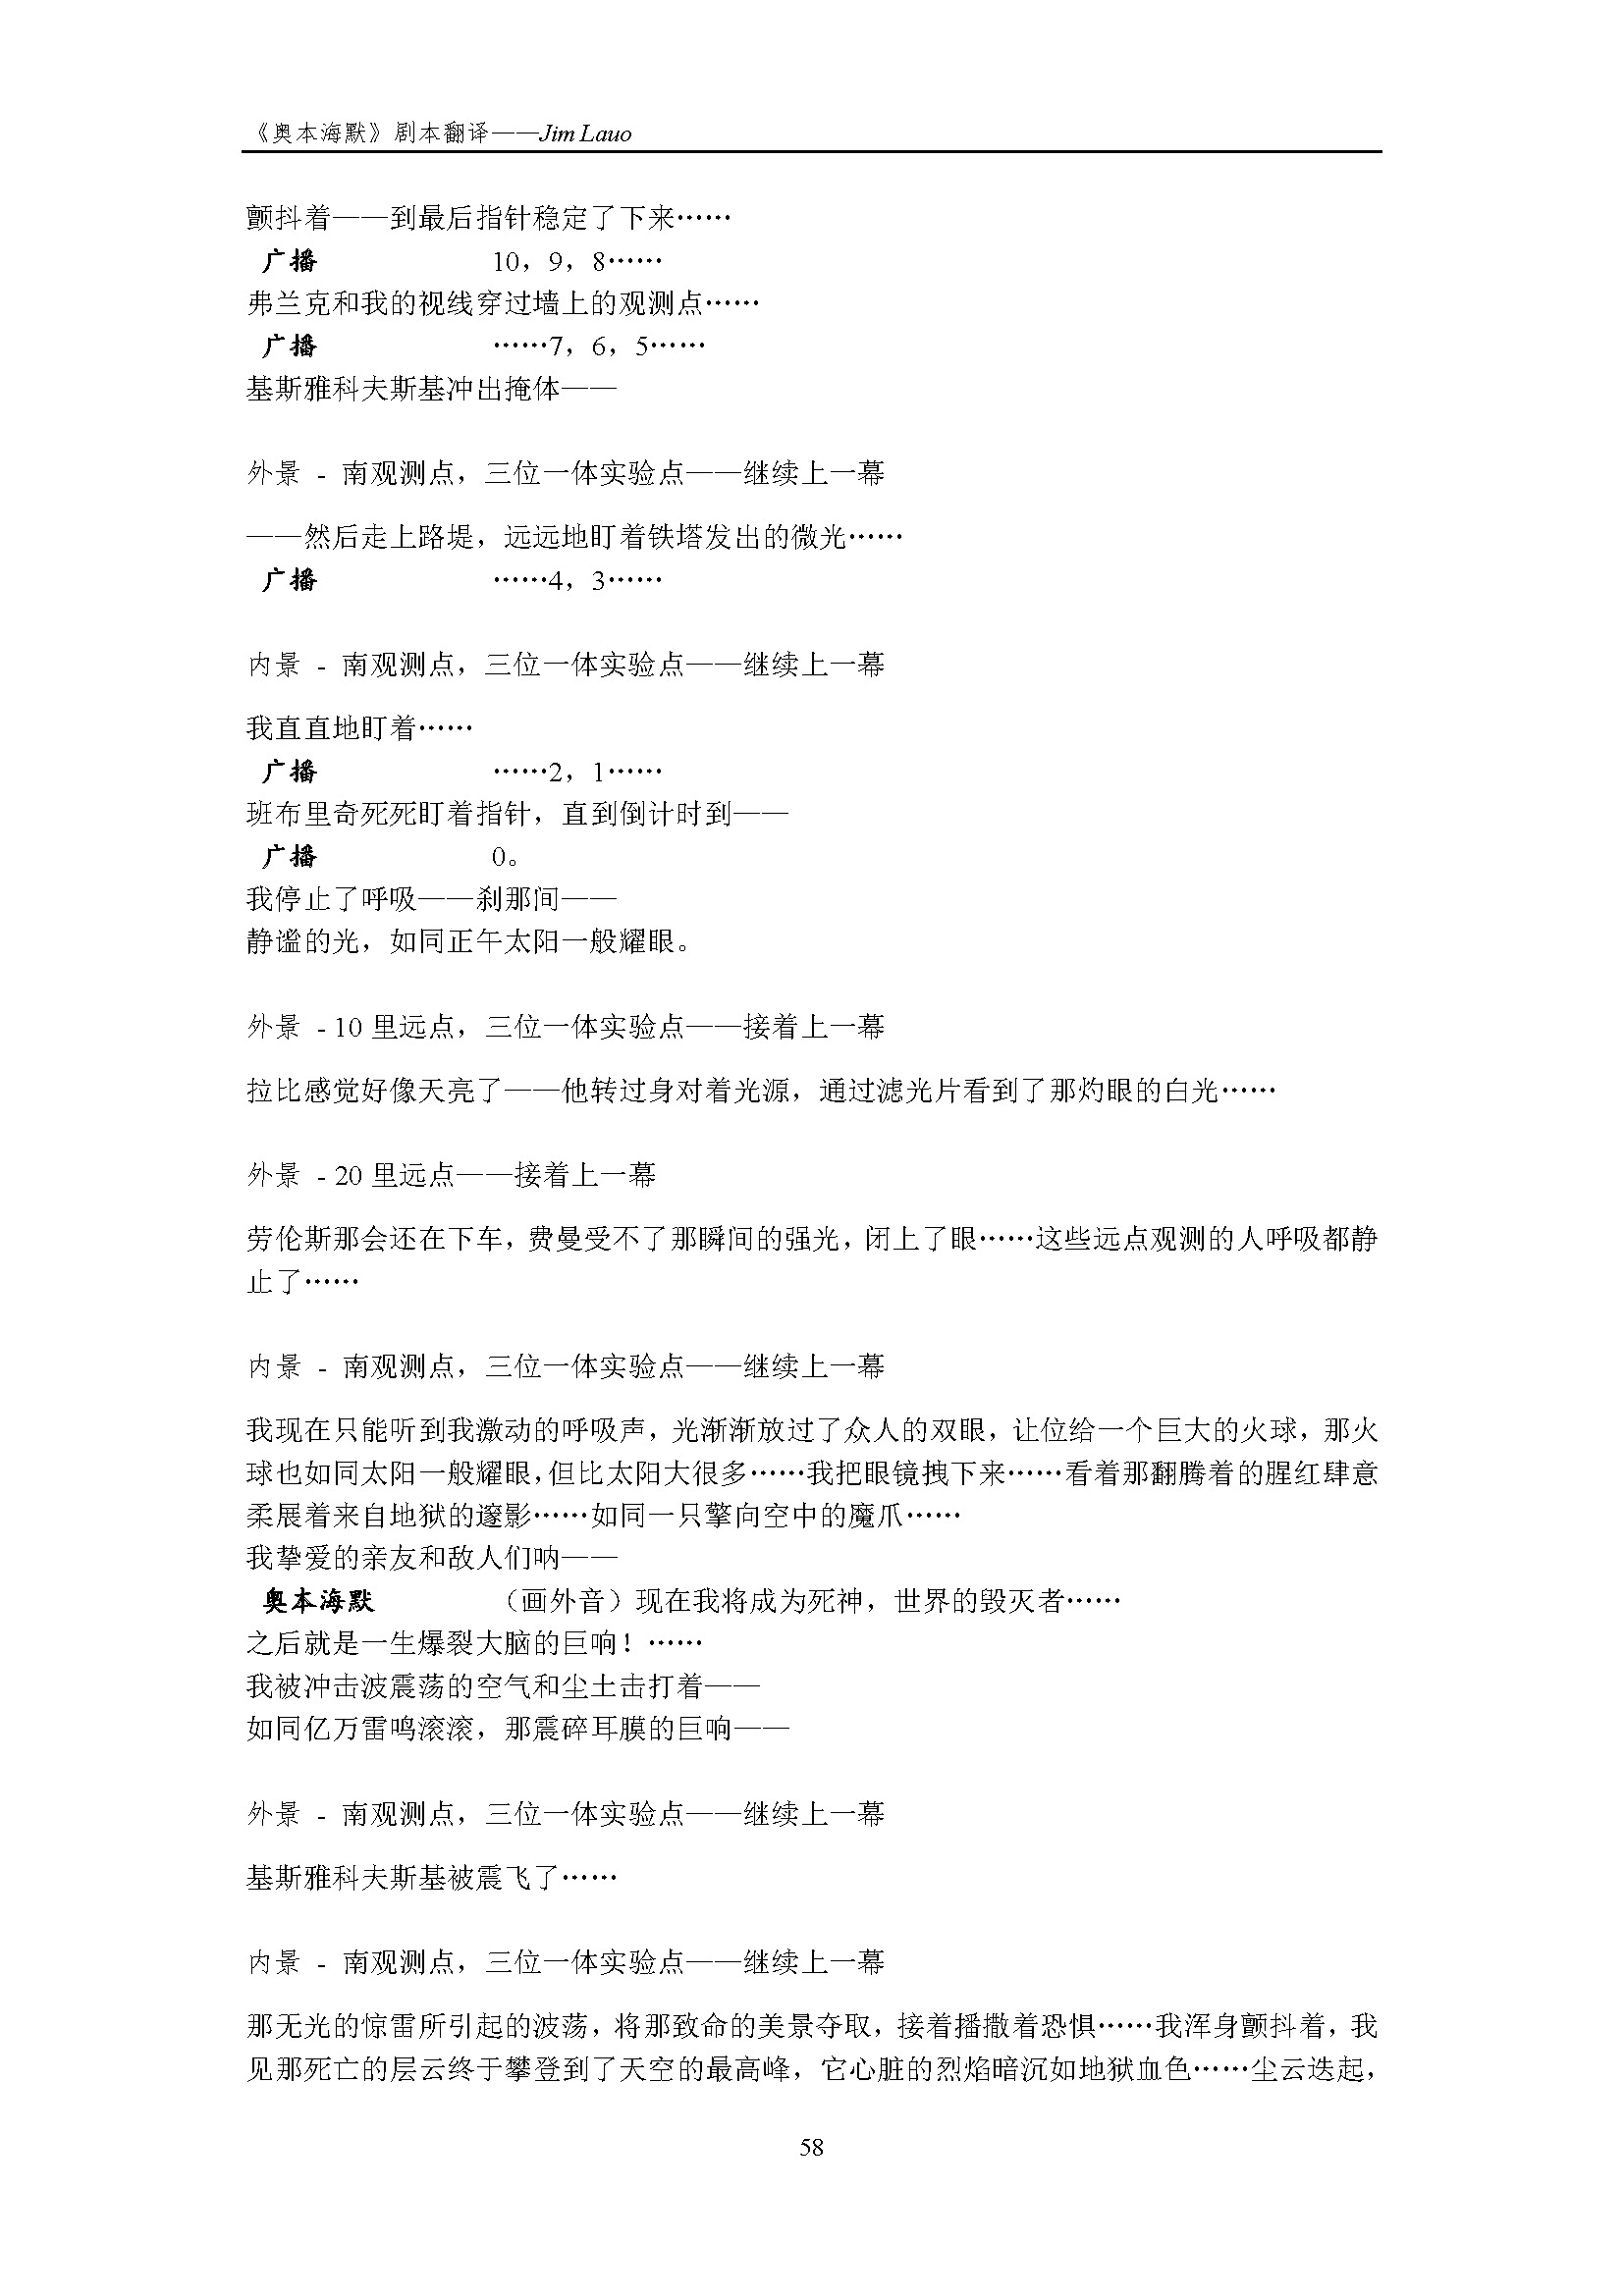 《奥本海默》剧本翻译——Jim Lauo
颤抖着——到最后指针稳定了下来……
广播 10，9，8……
弗兰克和我的视线穿过墙上的观测点……
广播 ……7，6，5……
基斯雅科夫斯基冲出掩体——
外景 - 南观测点，三位一体实验点——继续上一幕
——然后走上路堤，远远地盯着铁塔发出的微光……
广播 ……4，3……
内景 - 南观测点，三位一体实验点——继续上一幕
我直直地盯着……
广播 ……2，1……
班布里奇死死盯着指针，直到倒计时到——
广播 0。
我停止了呼吸——刹那间——
静谧的光，如同正午太阳一般耀眼。
外景 - 10 里远点，三位一体实验点——接着上一幕
拉比感觉好像天亮了——他转过身对着光源，通过滤光片看到了那灼眼的白光……
外景 - 20 里远点——接着上一幕
劳伦斯那会还在下车，费曼受不了那瞬间的强光，闭上了眼……这些远点观测的人呼吸都静
止了……
内景 - 南观测点，三位一体实验点——继续上一幕
我现在只能听到我激动的呼吸声，光渐渐放过了众人的双眼，让位给一个巨大的火球，那火
球也如同太阳一般耀眼，但比太阳大很多……我把眼镜拽下来……看着那翻腾着的腥红肆意
柔展着来自地狱的邃影……如同一只擎向空中的魔爪……
我挚爱的亲友和敌人们呐——
奥本海默 （画外音）现在我将成为死神，世界的毁灭者……
之后就是一生爆裂大脑的巨响！……
我被冲击波震荡的空气和尘土击打着——
如同亿万雷鸣滚滚，那震碎耳膜的巨响——
外景 - 南观测点，三位一体实验点——继续上一幕
基斯雅科夫斯基被震飞了……
内景 - 南观测点，三位一体实验点——继续上一幕
那无光的惊雷所引起的波荡，将那致命的美景夺取，接着播撒着恐惧……我浑身颤抖着，我
见那死亡的层云终于攀登到了天空的最高峰，它心脏的烈焰暗沉如地狱血色……尘云迭起，
58